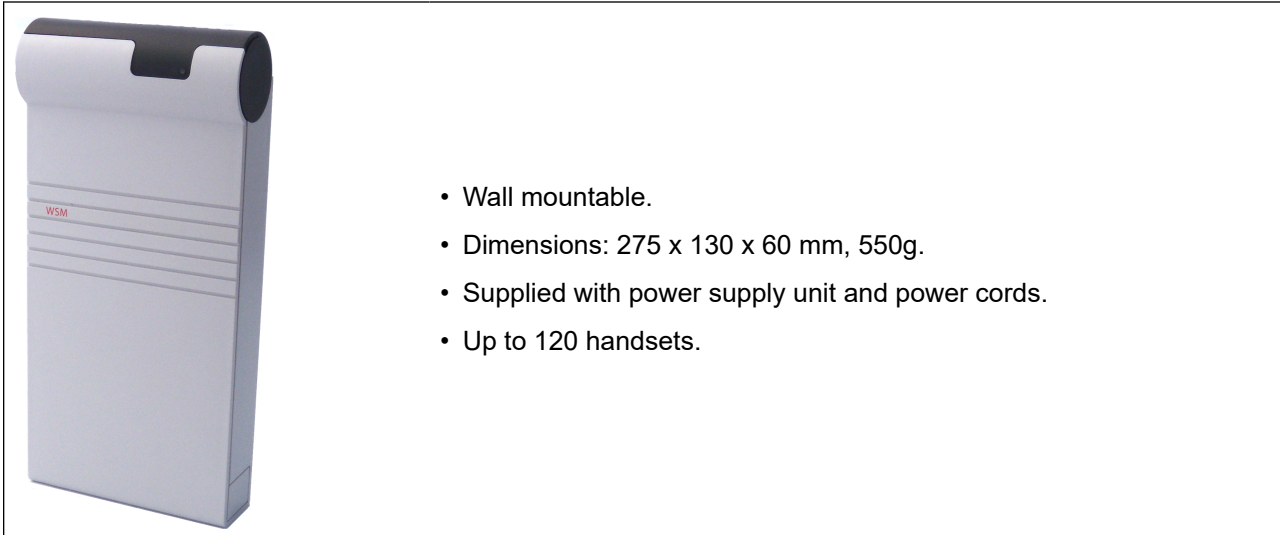 WSM
• Wall mountable.
• Dimensions: 275 x 130 x 60 mm, 550g.
• Supplied with power supply unit and power cords.
• Up to 120 handsets.